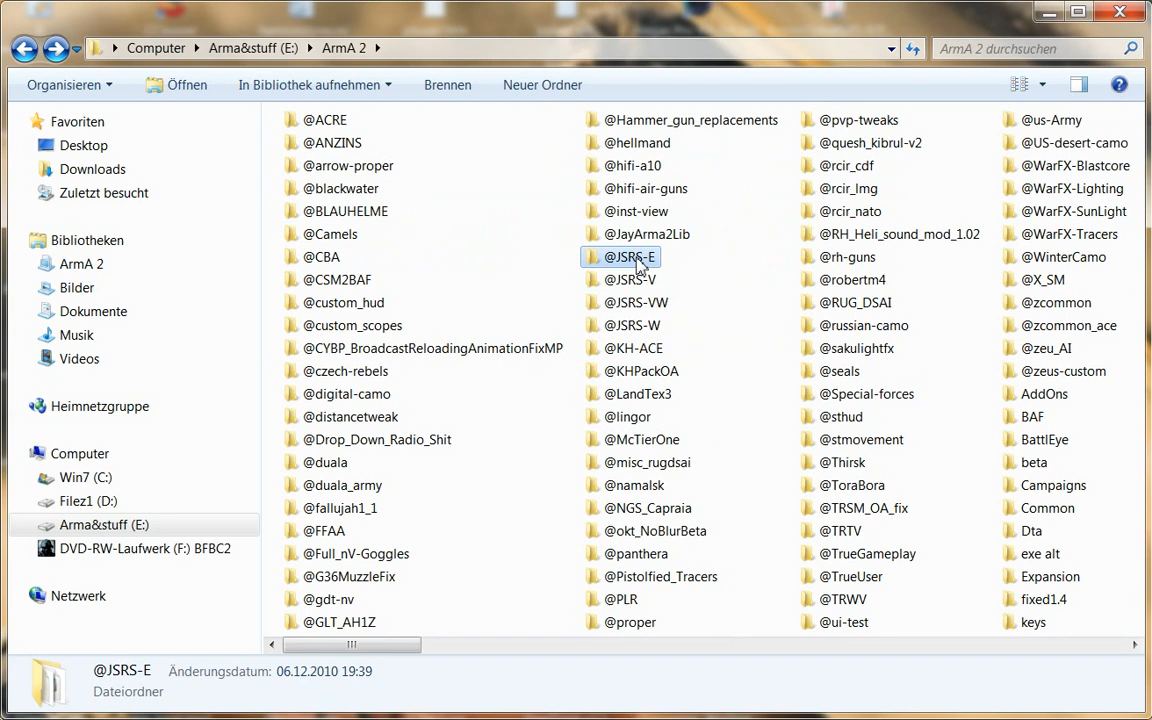 Computer Arma&stuff (E:) ArmA 2
ArmA 2 durchsuchen
Organisieren Öffnen In Bibliothek aufnehmen Brennen Neuer Ordner
Favoriten
Desktop
Downloads
Zuletzt besucht
Bibliotheken
ArmA 2
Bilder
Dokumente
Musik
Videos
Heimnetzgruppe
Computer
Win7 (C:)
Filez1 (D:)
Arma&stuff (E:)
DVD-RW-Laufwerk (F:) BFBC2
Netzwerk
@ACRE
@ANZINS
@arrow-proper
@blackwater
@BLAUHELME
@Camels
@CBA
@CSM2BAF
@custom_hud
@custom_scopes
@CYBP_BroadcastReloadingAnimationFixMP
@czech-rebels
@digital-camo
@distancetweak
@Drop_Down_Radio_Shit
@duala
@duala_army
@fallujah1_1
@FFAA
@Full_nV-Goggles
@G36MuzzleFix
@gdt-nv
@GLT_AH1Z
@Hammer_gun_replacements
@hellmand
@hifi-a10
@hifi-air-guns
@inst-view
@JayArma2Lib
@JSRS-E
@JSRS-V
@JSRS-VW
@JSRS-W
@KH-ACE
@KHPackOA
@LandTex3
@lingor
@McTierOne
@misc_rugdsai
@namalsk
@NGS_Capraia
@okt_NoBlurBeta
@panthera
@Pistolfied_Tracers
@PLR
@proper
@pvp-tweaks
@quesh_kibrul-v2
@rcir_cdf
@rcir_Img
@rcir_nato
@RH_Heli_sound_mod_1.02
@rh-guns
@robertm4
@RUG_DSAI
@russian-camo
@sakulightfx
@seals
@Special-forces
@sthud
@stmovement
@Thirsk
@ToraBora
@TRSM_OA_fix
@TRTV
@TrueGameplay
@TrueUser
@TRWV
@ui-test
@us-Army
@US-desert-camo
@WarFX-Blastcore
@WarFX-Lighting
@WarFX-SunLight
@WarFX-Tracers
@WinterCamo
@X_SM
@zcommon
@zcommon_ace
@zeu_AI
@zeus-custom
AddOns
BAF
BattlEye
beta
Campaigns
Common
Dta
exe alt
Expansion
fixed1.4
keys
@JSRS-E Änderungsdatum: 06.12.2010 19:39
Dateiordner